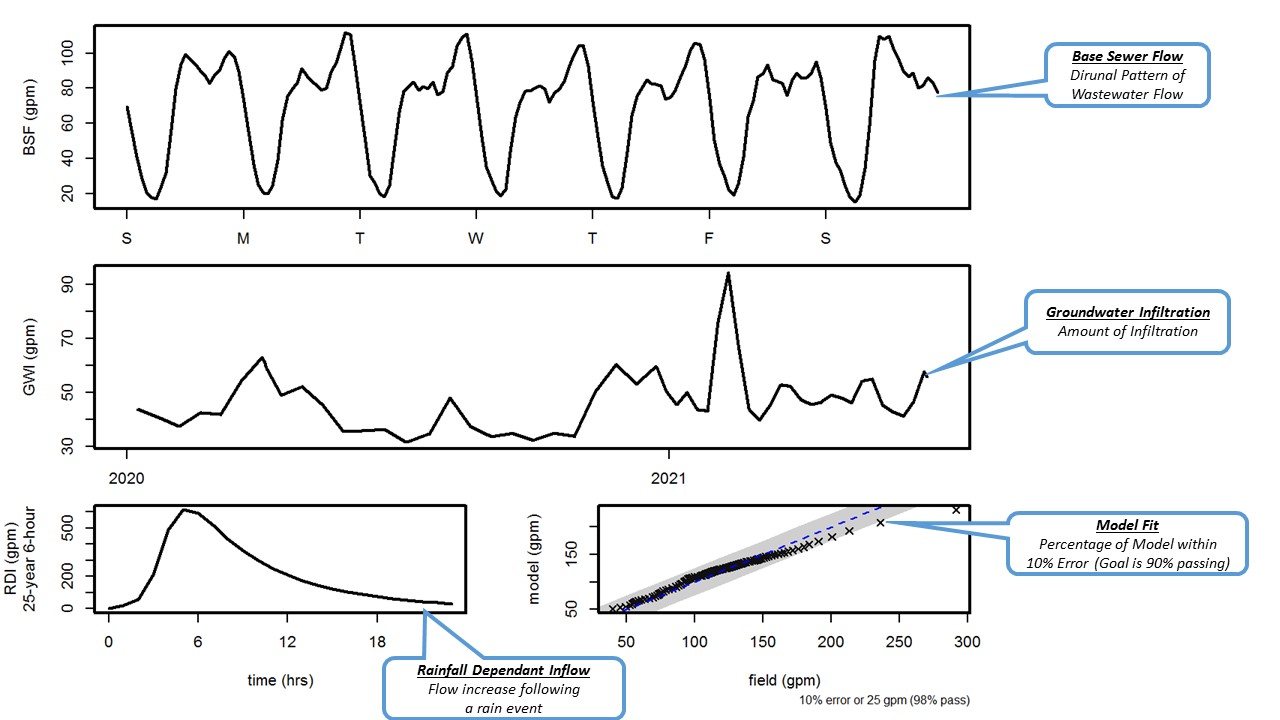 BSF (gpm)
20 40 60 80 100
S M T W T F S
Base Sewer Flow
Dirunal Pattern of
Wastewater Flow
GWI (gpm)
30 50 70 90
2020 2021
Groundwater Infiltration
Amount of Infiltration
RDI (gpm)
25-year 6-hour
0 200 500
0 6 12 18
time (hrs)
Rainfall Dependant Inflow
Flow increase following
a rain event
model (gpm)
50 150
50 100 150 200 250 300
field (gpm)
10% error or 25 gpm (98% pass)
Model Fit
Percentage of Model within
10% Error (Goal is 90% passing)